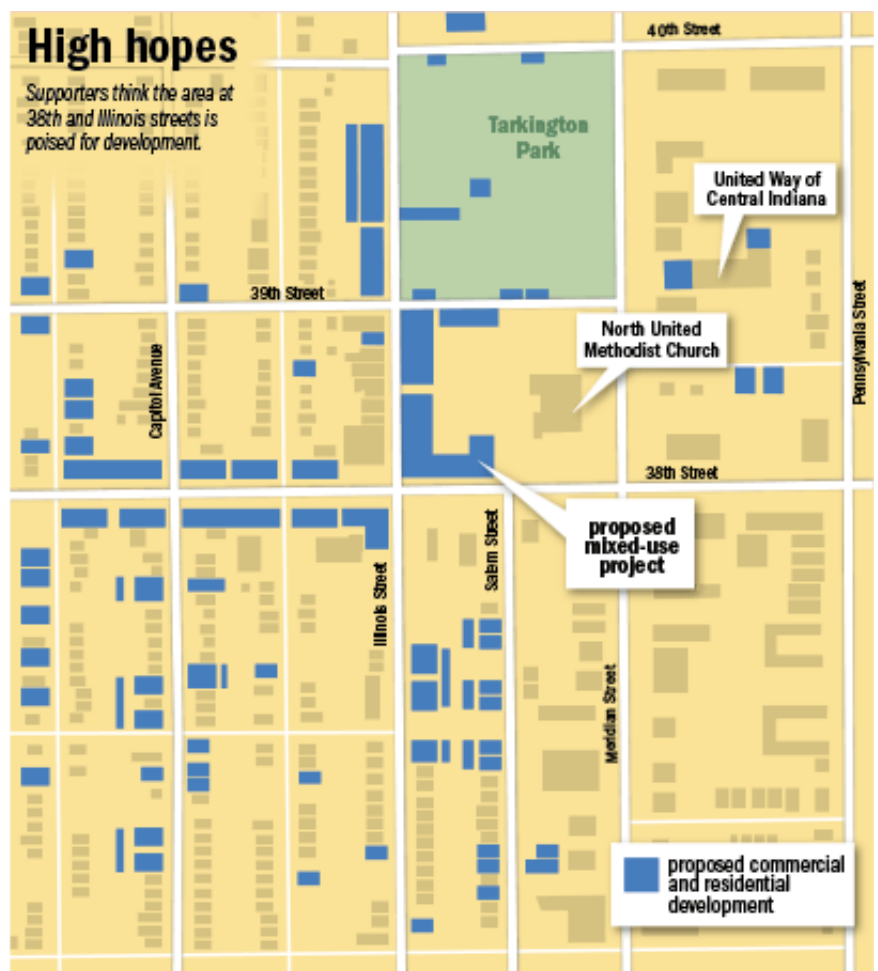 High hopes
Supporters think the area at
38th and Illinois streets is
poised for development.
40th Street
Tarkington
Park
United Way of
Central Indiana
39th Street
North United
Methodist Church
Capitol Avenue
Pennsylvania Street
38th Street
proposed
mixed-use
project
Salem Street
Illinois Street
Meridian Street
proposed commercial
and residential
development